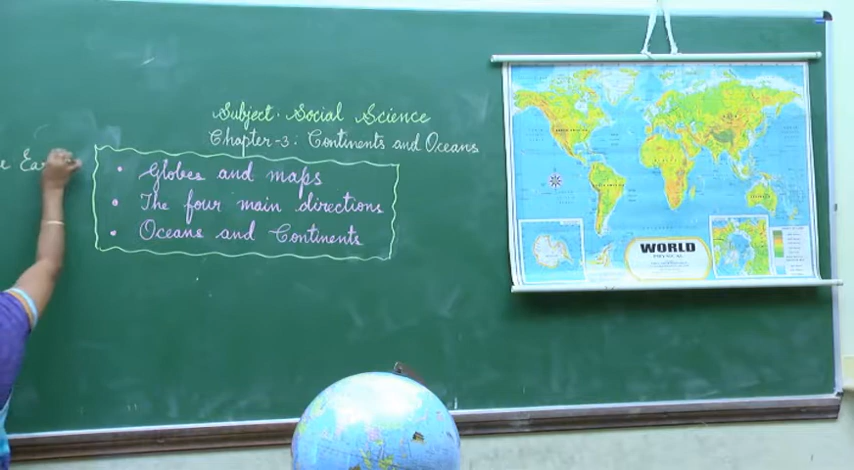 Subject: Social Science
Chapter-3: Continents and Oceans
• Globes and maps
• The four main directions
• Oceans and Continents
WORLD
PHYSICAL